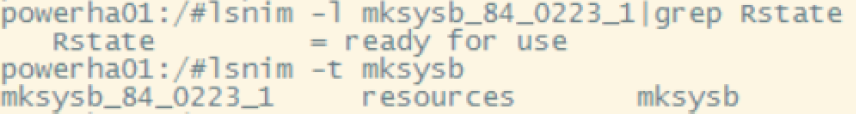 powerha01:/#lsnim -l mksysb_84_0223_1|grep Rstate
Rstate = ready for use
powerha01:/#lsnim -t mksysb
mksysb_84_0223_1 resources mksysb